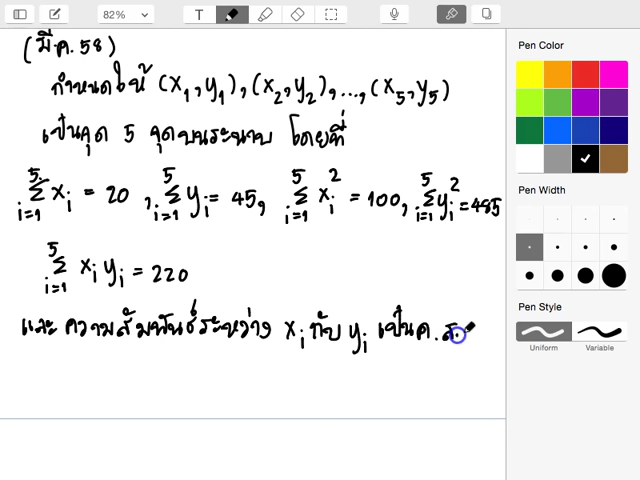 82%
T
(มี.ค. 58)
กำหนดให้ (x₁,y₁),(x₂,y₂),...,(x₅,y₅)
เป็นจุด 5 จุดบนระนาบ โดยที่
5 Σ i=1 xᵢ = 20, 5 Σ i=1 yᵢ = 45, 5 Σ i=1 xᵢ² = 100, 5 Σ i=1 yᵢ² = 485
5 Σ i=1 xᵢ yᵢ = 220
และความสัมพันธ์ระหว่าง xᵢ กับ yᵢ เป็นค.ส.
Pen Color
Pen Width
Pen Style
Uniform Variable